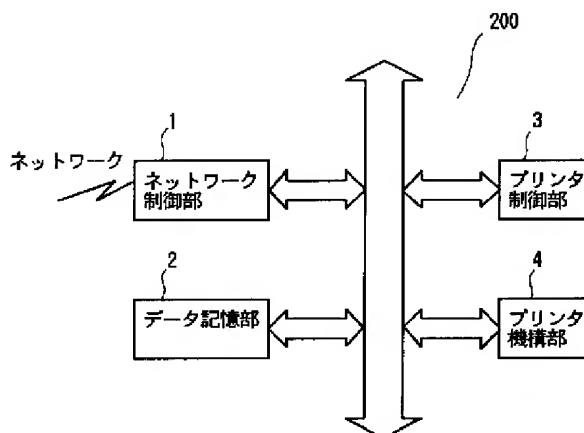 200
1
3
ネットワーク
ネットワーク
制御部
プリンタ
制御部
2
4
データ記憶部
プリンタ
機構部